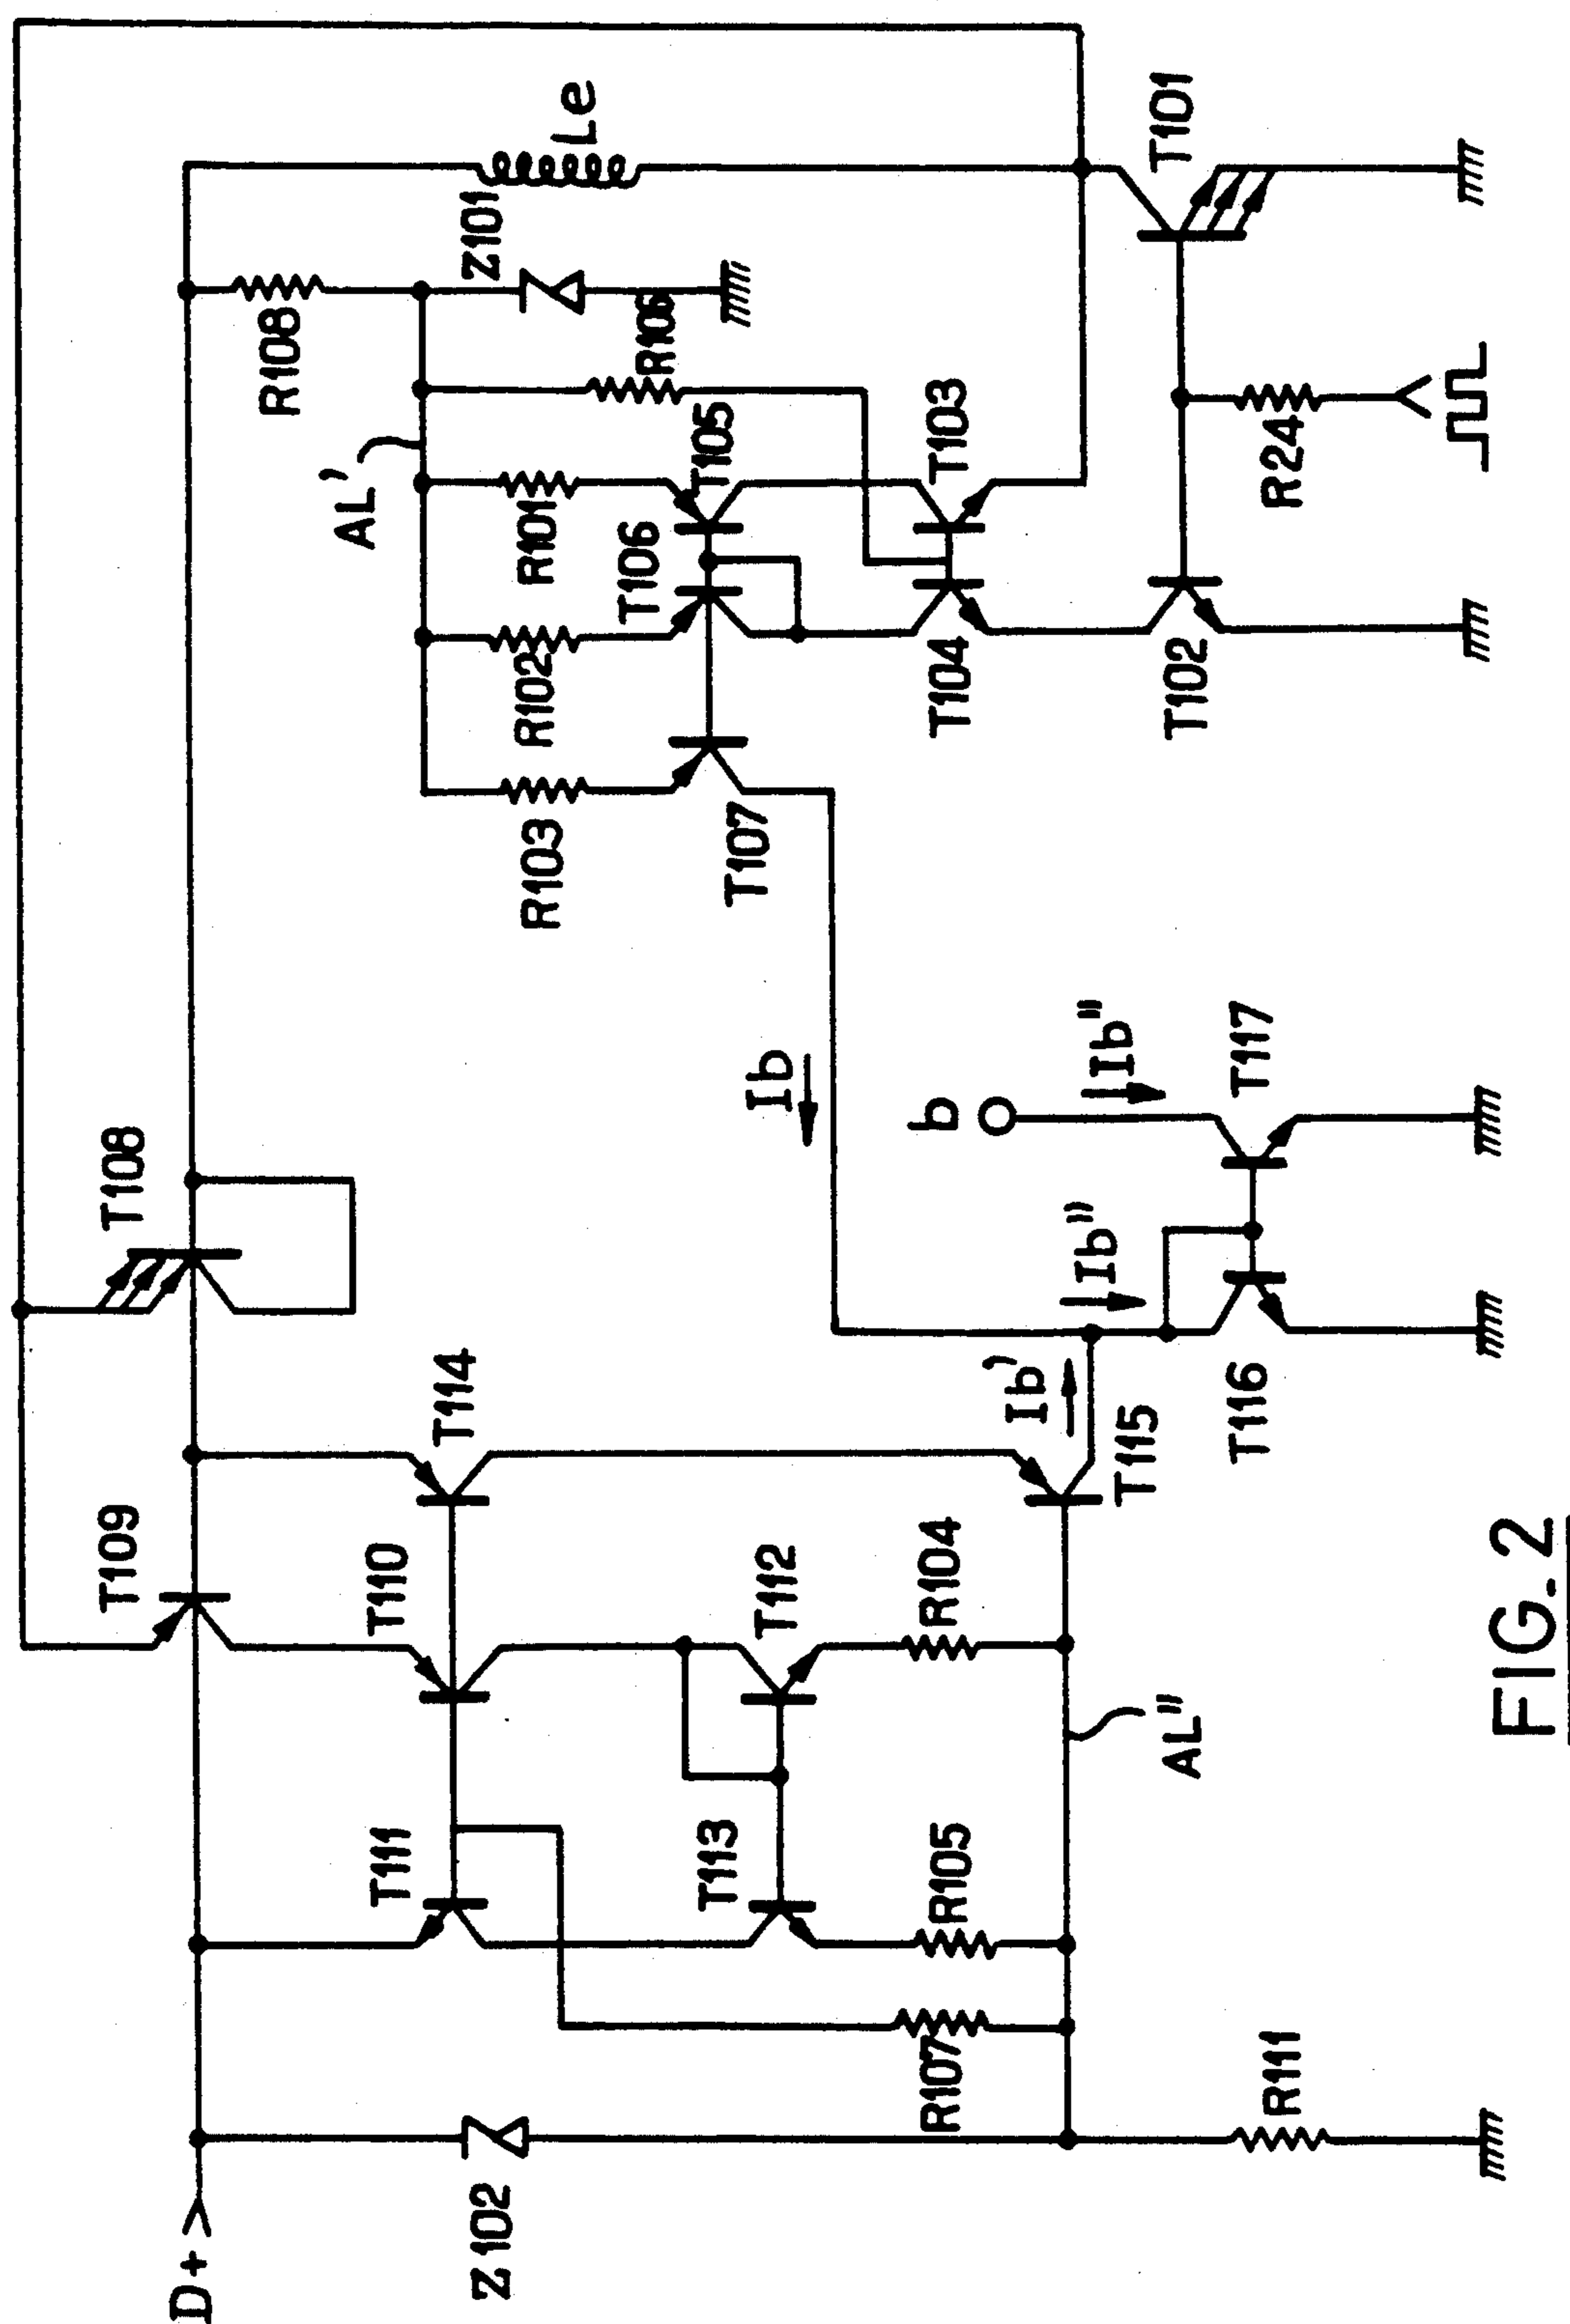 D+
Z102
T111
T113
R107
R105
R111
T109
T110
T112
R104
AL"
T114
T115
Ib'
T108
Ib"
T116
Ib
b
Ib"
T117
R103
T107
R102
T106
T104
T102
AL'
R101
T105
T103
R24
R108
R106
Z101
Le
T101
FIG. 2